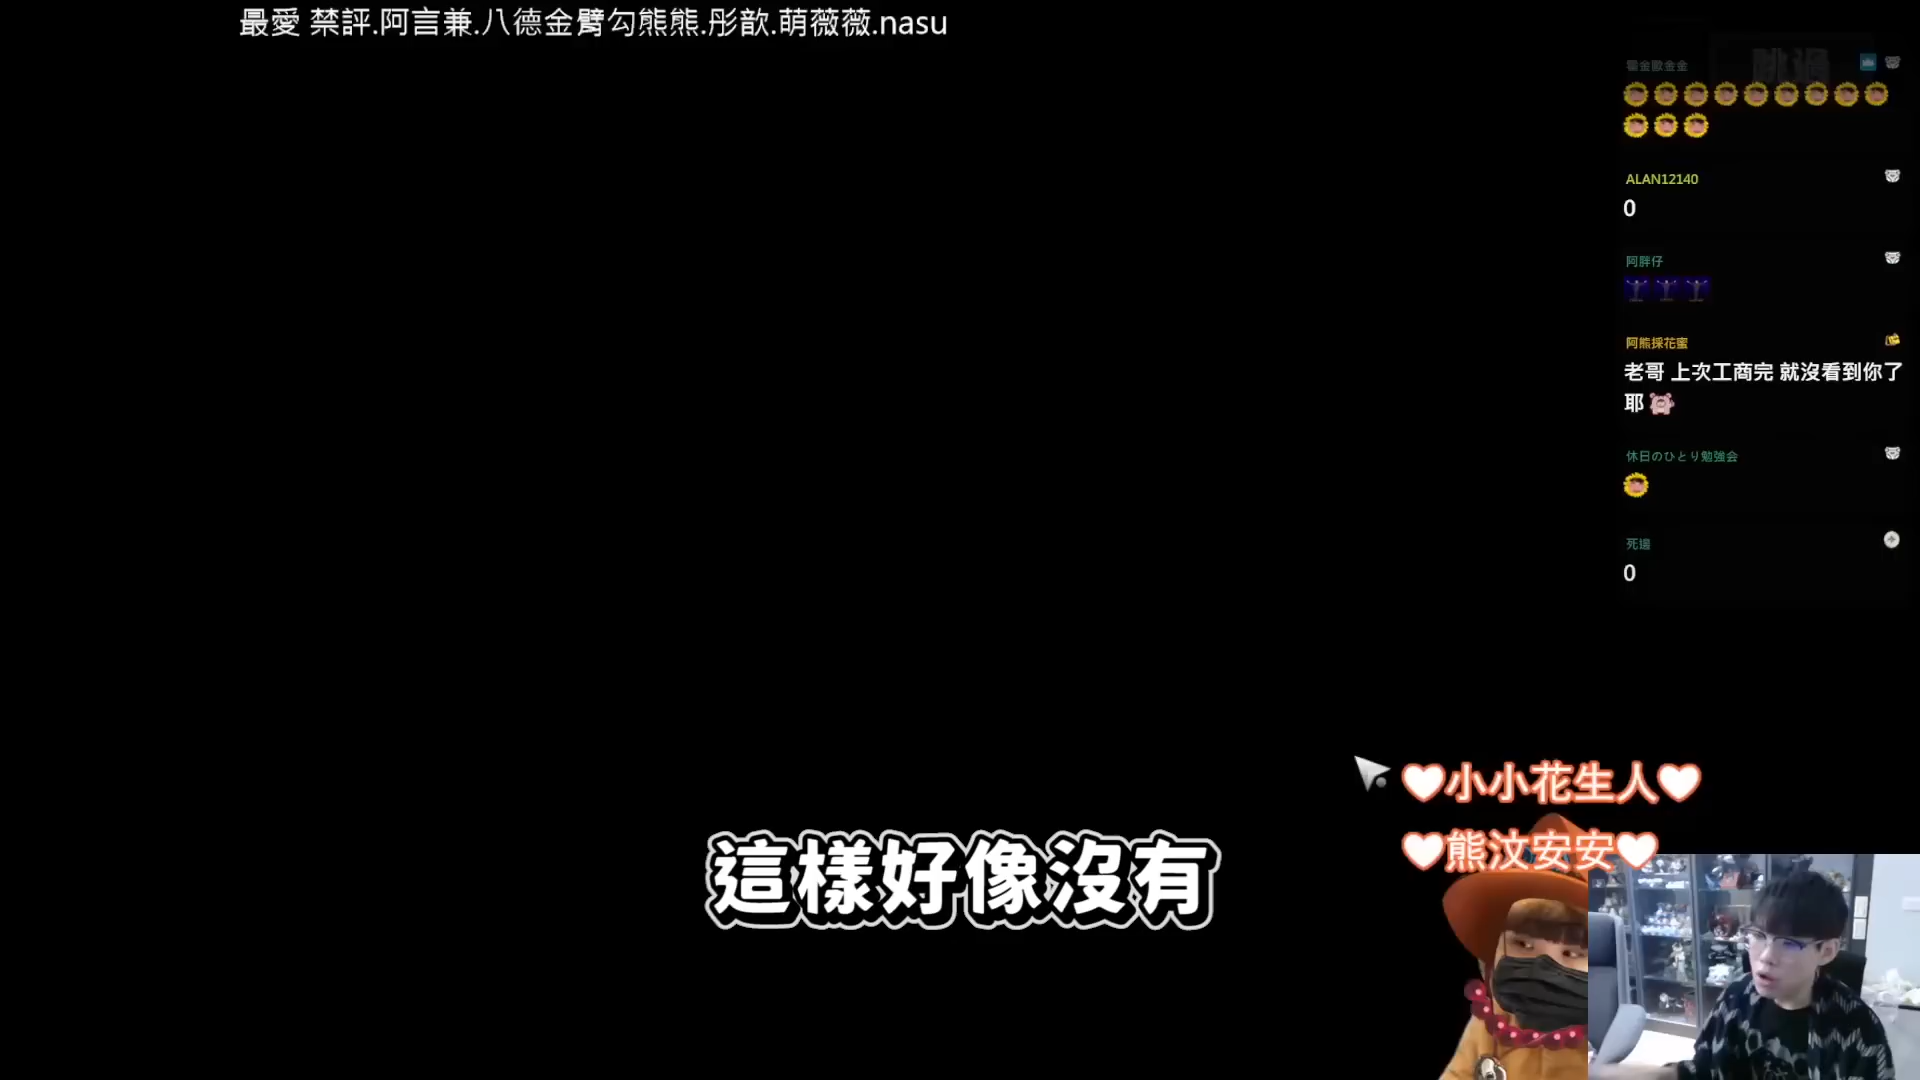 最愛 禁評.阿言兼.八德金臂勾熊熊.彤歆.萌薇薇.nasu
跳過
ALAN12140
0
阿胖仔
阿熊採花蜜
老哥 上次工商完 就沒看到你了
耶
休日のひとり勉強会
0
小小花生人
熊汶安安
這樣好像沒有